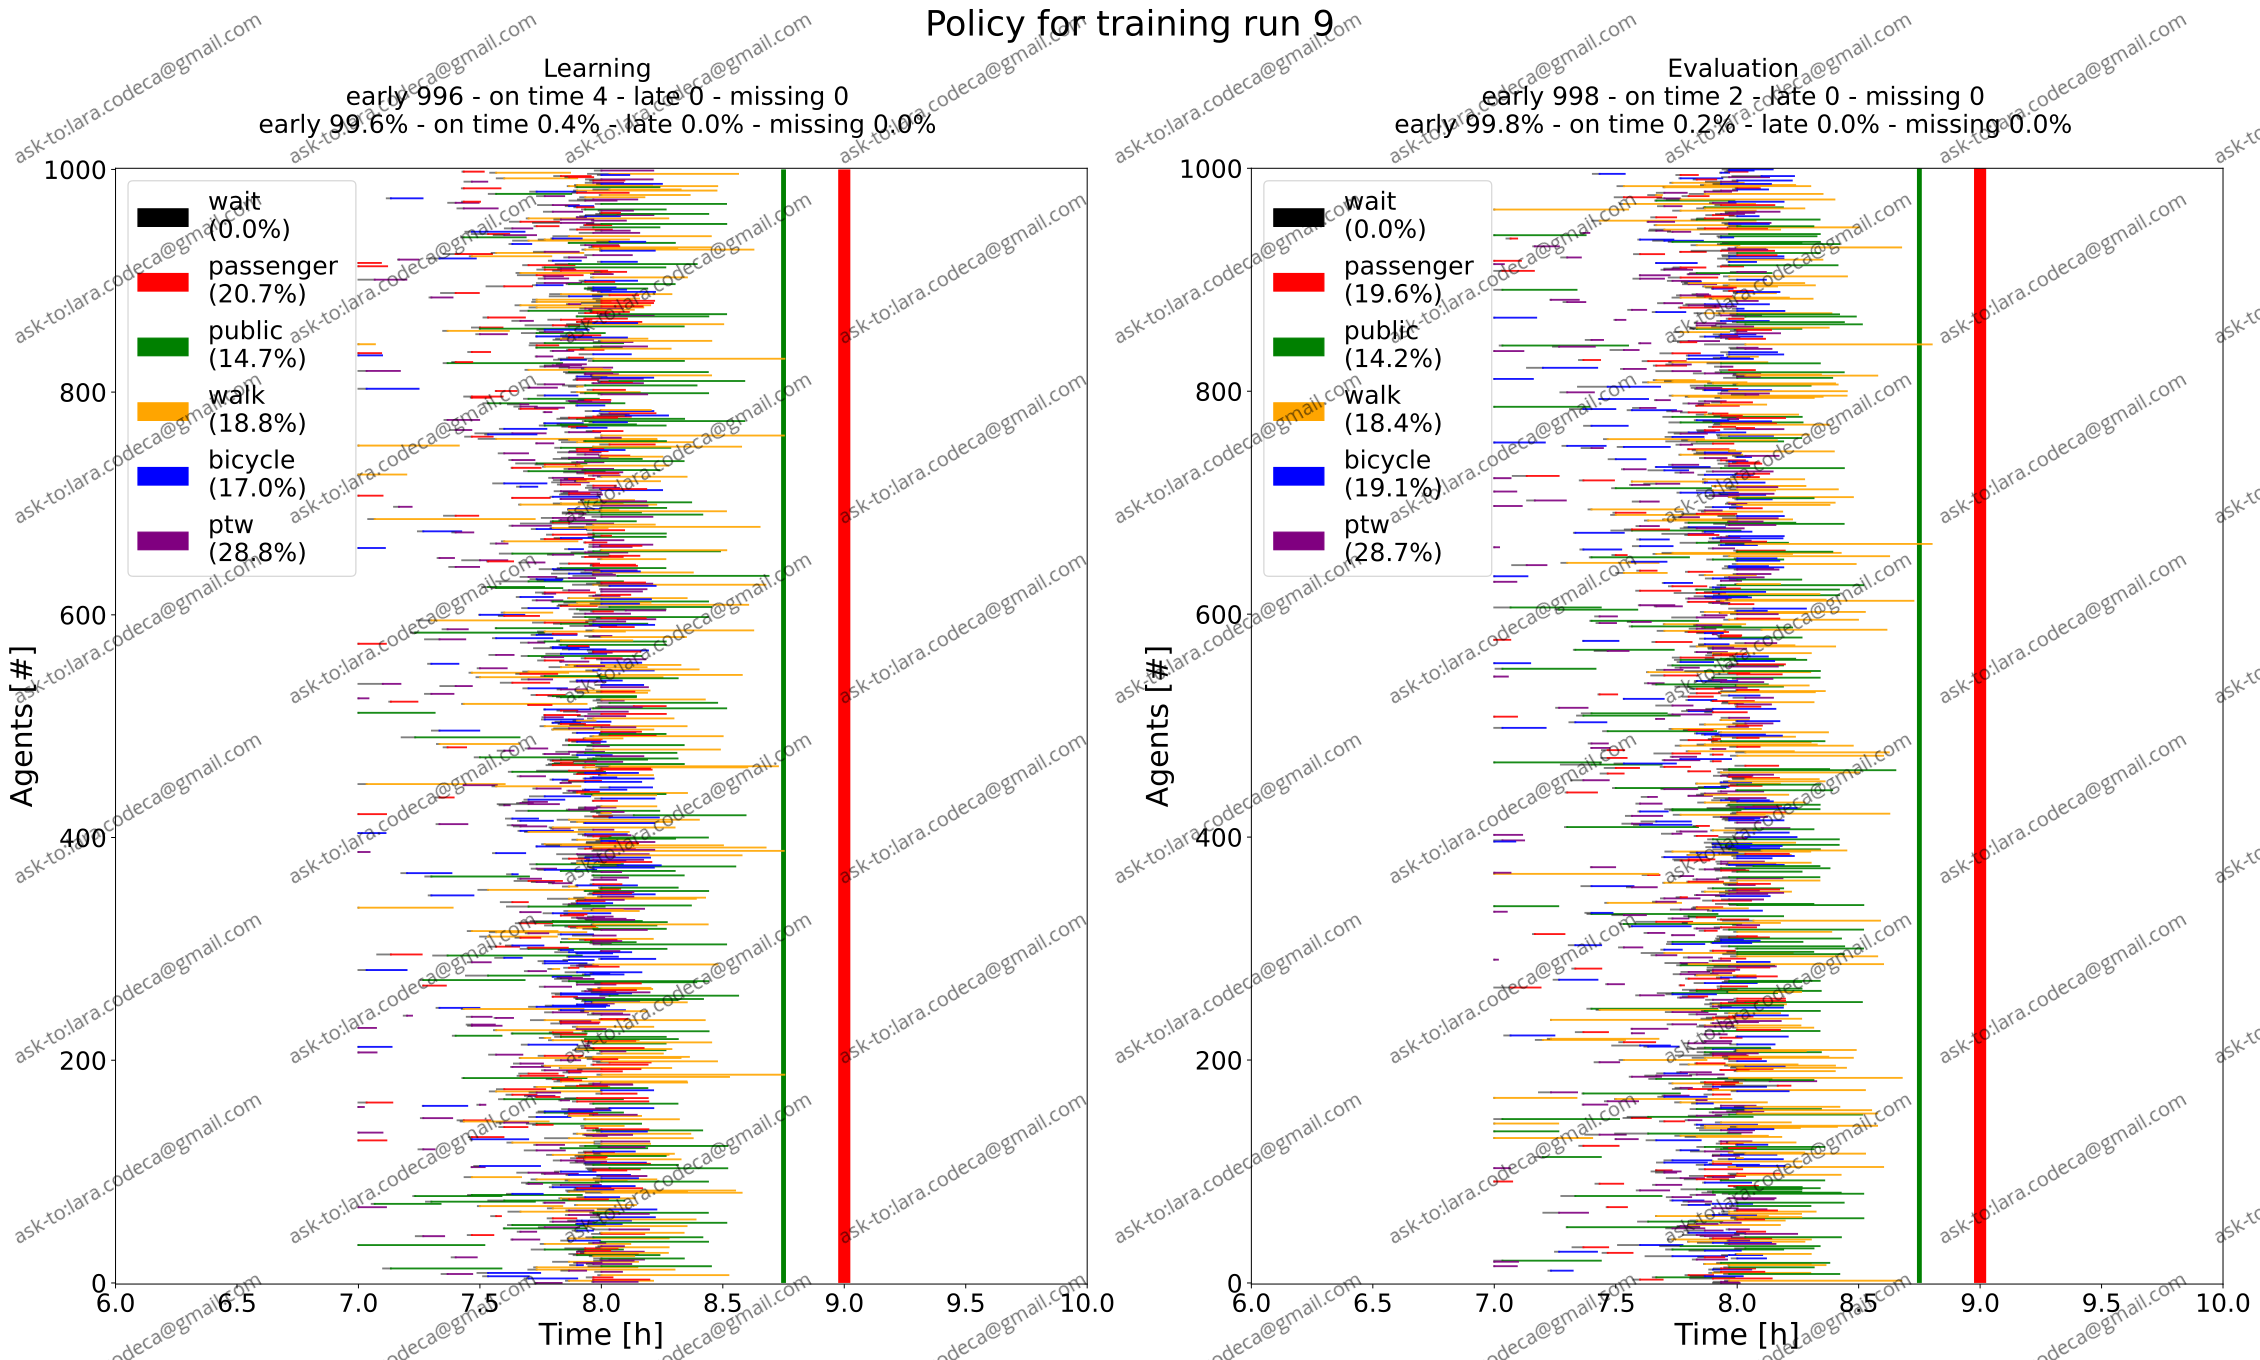 Policy for training run 9
Learning
early 996 - on time 4 - late 0 - missing 0
early 99.6% - on time 0.4% - late 0.0% - missing 0.0%
1000
800
600
400
200
0
Agents [#]
wait
(0.0%)
passenger
(20.7%)
public
(14.7%)
walk
(18.8%)
bicycle
(17.0%)
ptw
(28.8%)
6.0 6.5 7.0 7.5 8.0 8.5 9.0 9.5 10.0
Time [h]
Evaluation
early 998 - on time 2 - late 0 - missing 0
early 99.8% - on time 0.2% - late 0.0% - missing 0.0%
1000
800
600
400
200
0
Agents [#]
wait
(0.0%)
passenger
(19.6%)
public
(14.2%)
walk
(18.4%)
bicycle
(19.1%)
ptw
(28.7%)
6.0 6.5 7.0 7.5 8.0 8.5 9.0 9.5 10.0
Time [h]
ask-to:lara.codeca@gmail.com